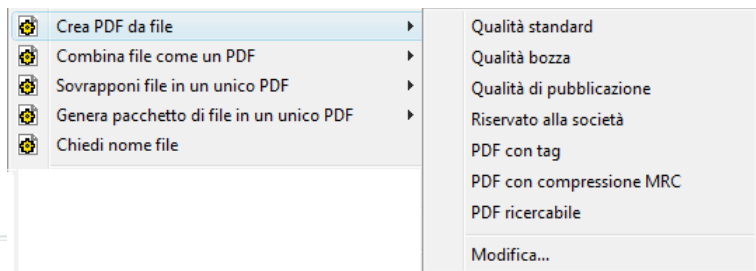 Crea PDF da file
Combina file come un PDF
Sovrapponi file in un unico PDF
Genera pacchetto di file in un unico PDF
Chiedi nome file
Qualità standard
Qualità bozza
Qualità di pubblicazione
Riservato alla società
PDF con tag
PDF con compressione MRC
PDF ricercabile
Modifica...